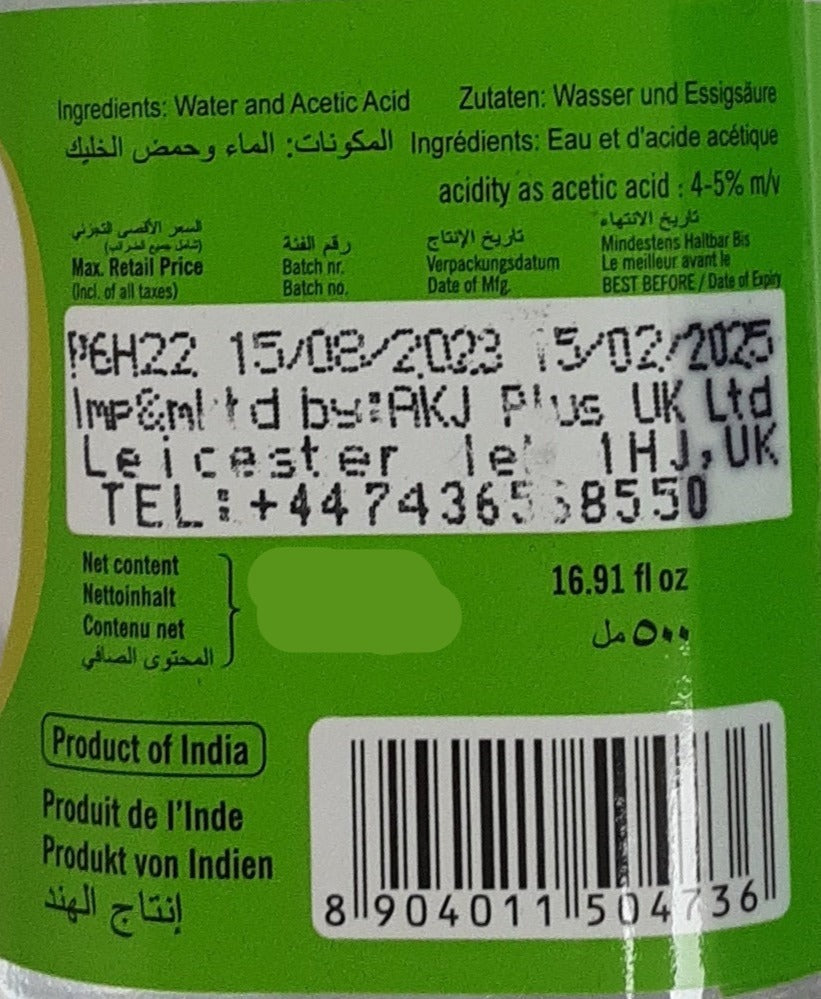 Ingredients: Water and Acetic Acid Zutaten: Wasser und Essigsäure
المكونات: الماء وحمض الخليك Ingrédients: Eau et d'acide acétique
acidity as acetic acid : 4-5% m/v
السعر الأقصى التجزئي
(شامل جميع الضرائب)
Max. Retail Price
(Incl. of all taxes)
رقم الفئة
Batch nr.
Batch no.
تاريخ الإنتاج
Verpackungsdatum
Date of Mfg.
تاريخ الانتهاء
Mindestens Haltbar Bis
Le meilleur avant le
BEST BEFORE / Date of Expiry
P6H22 15/08/2023 15/02/2025
by: AKJ Plus UK Ltd
Leicester 1HJ, UK
TEL:
Net content
Nettoinhalt
Contenu net
المحتوى الصافي
16.91 fl oz
٥٠٠ مل
Product of India
Produit de l'Inde
Produkt von Indien
إنتاج الهند
8 904011 504736